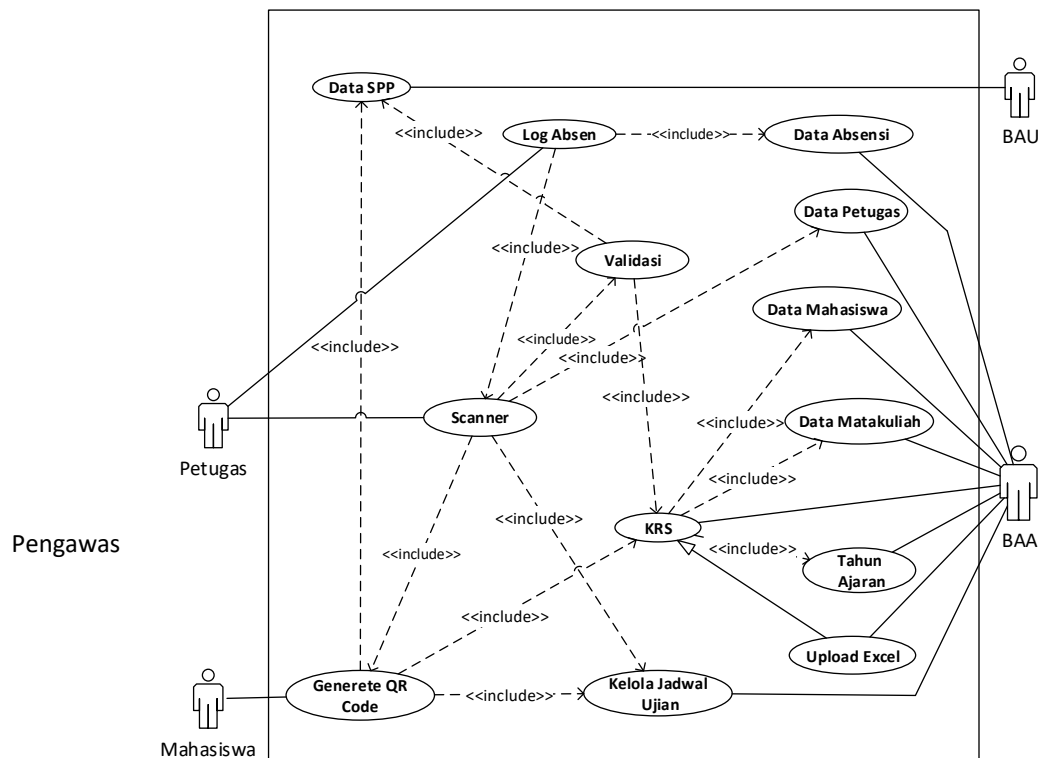 Data SPP
BAU
<<include>>
Log Absen
<<include>>
Data Absensi
Data Petugas
<<include>>
Validasi
Data Mahasiswa
<<include>>
<<include>>
<<include>>
<<include>>
Scanner
Data Matakuliah
<<include>>
Petugas
<<include>>
<<include>>
KRS
Pengawas
BAA
<<include>>
<<include>>
Tahun
Ajaran
<<include>>
Upload Excel
Generete QR
Code
<<include>>
Kelola Jadwal
Ujian
Mahasiswa